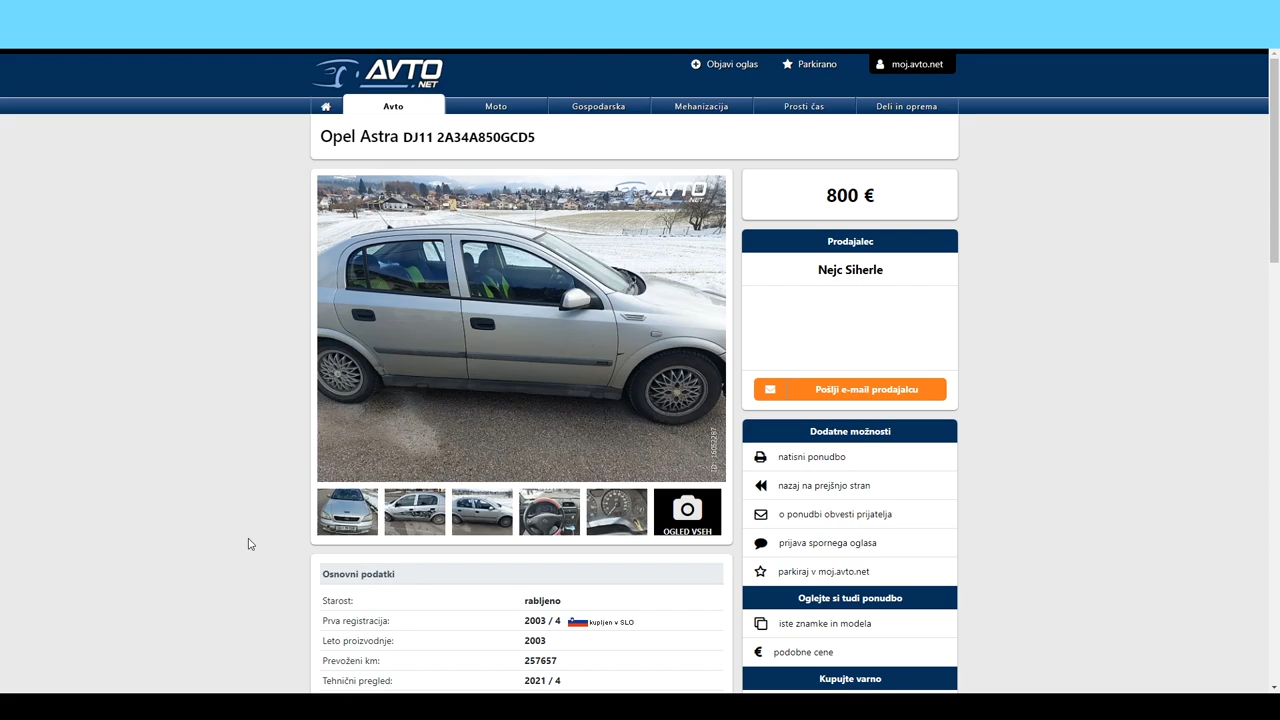 AVTO
.NET
Objavi oglas
Parkirano
moj.avto.net
Avto
Moto
Gospodarska
Mehanizacija
Prosti čas
Deli in oprema
Opel Astra DJ11 2A34A850GCD5
AVTO
.NET
ID: 16052287
OGLED VSEH
800 €
Prodajalec
Nejc Siherle
Pošlji e-mail prodajalcu
Dodatne možnosti
natisni ponudbo
nazaj na prejšnjo stran
o ponudbi obvesti prijatelja
prijava spornega oglasa
parkiraj v moj.avto.net
Oglejte si tudi ponudbo
iste znamke in modela
podobne cene
Kupujte varno
Osnovni podatki
Starost: rabljeno
Prva registracija: 2003 / 4 kupljen v SLO
Leto proizvodnje: 2003
Prevoženi km: 257657
Tehnični pregled: 2021 / 4